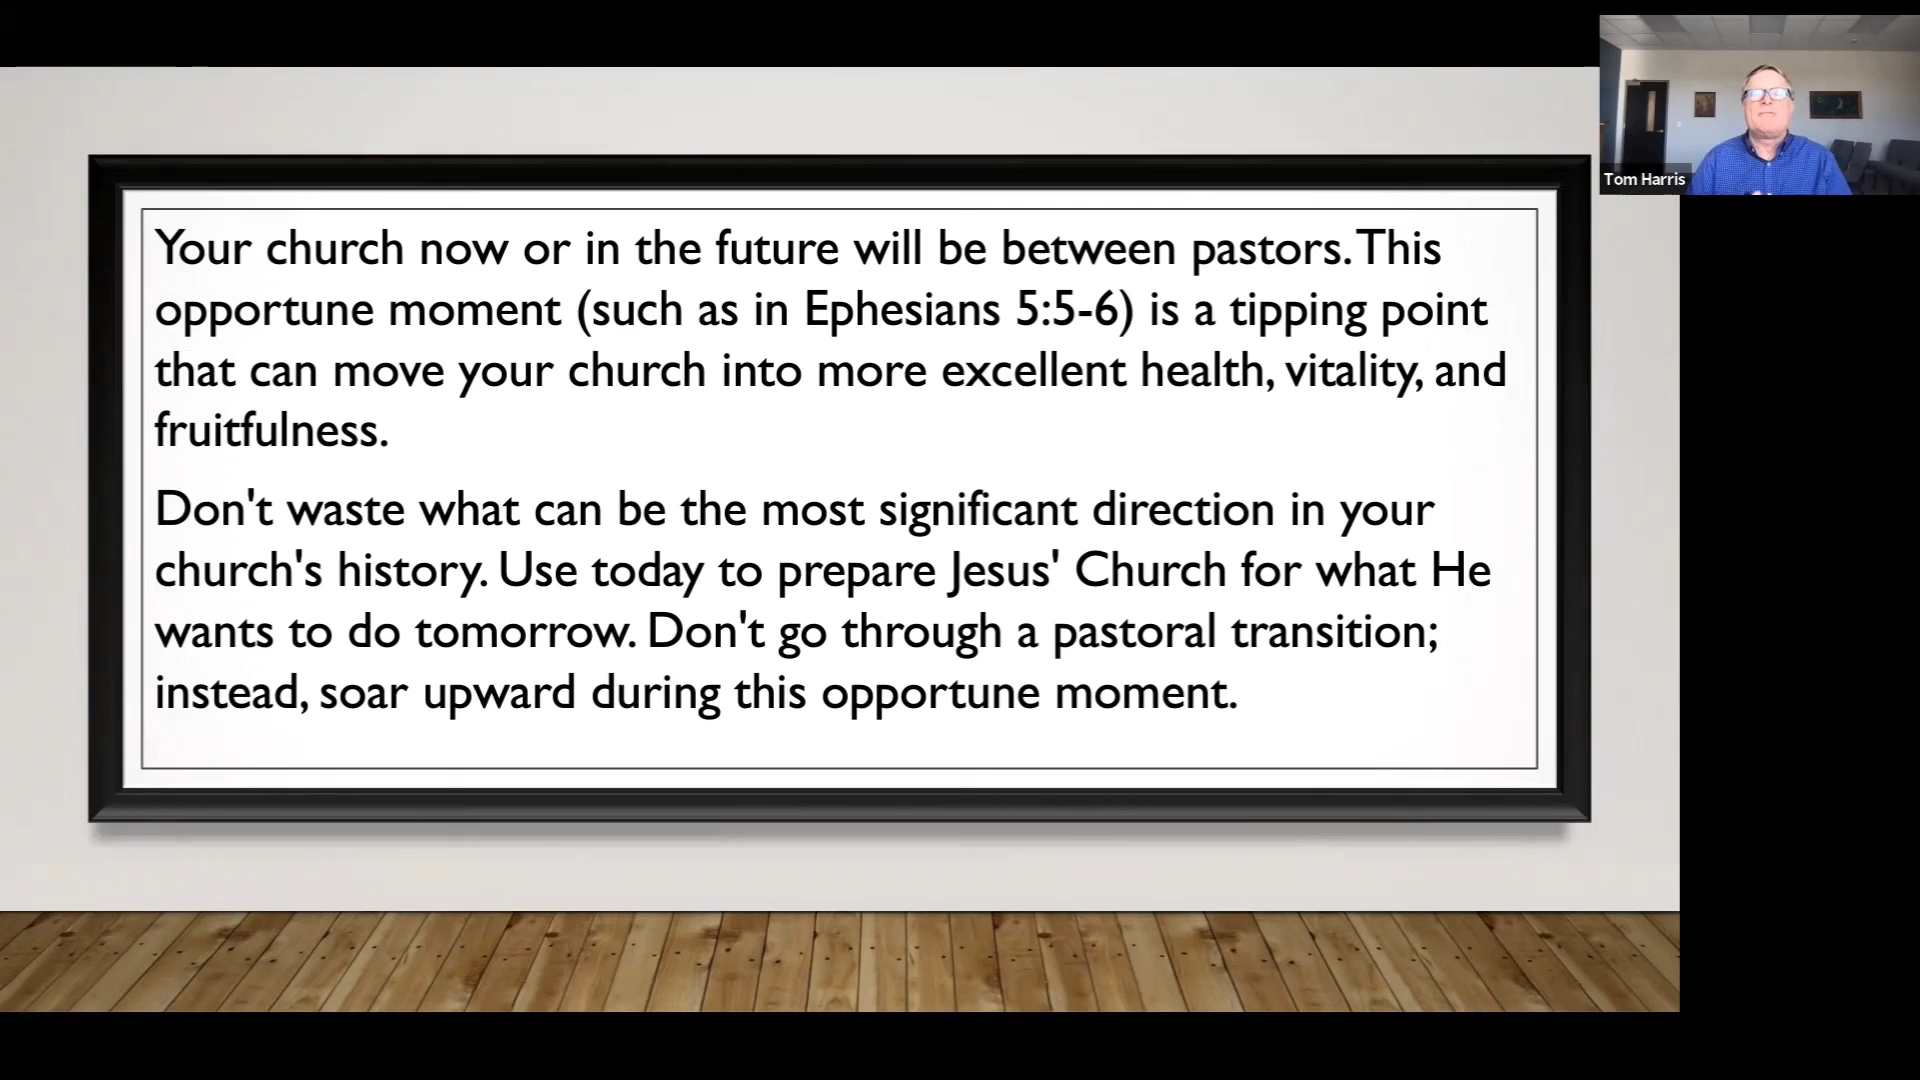 Your church now or in the future will be between pastors. This
opportune moment (such as in Ephesians 5:5-6) is a tipping point
that can move your church into more excellent health, vitality, and
fruitfulness.
Don't waste what can be the most significant direction in your
church's history. Use today to prepare Jesus' Church for what He
wants to do tomorrow. Don't go through a pastoral transition;
instead, soar upward during this opportune moment.
Tom Harris